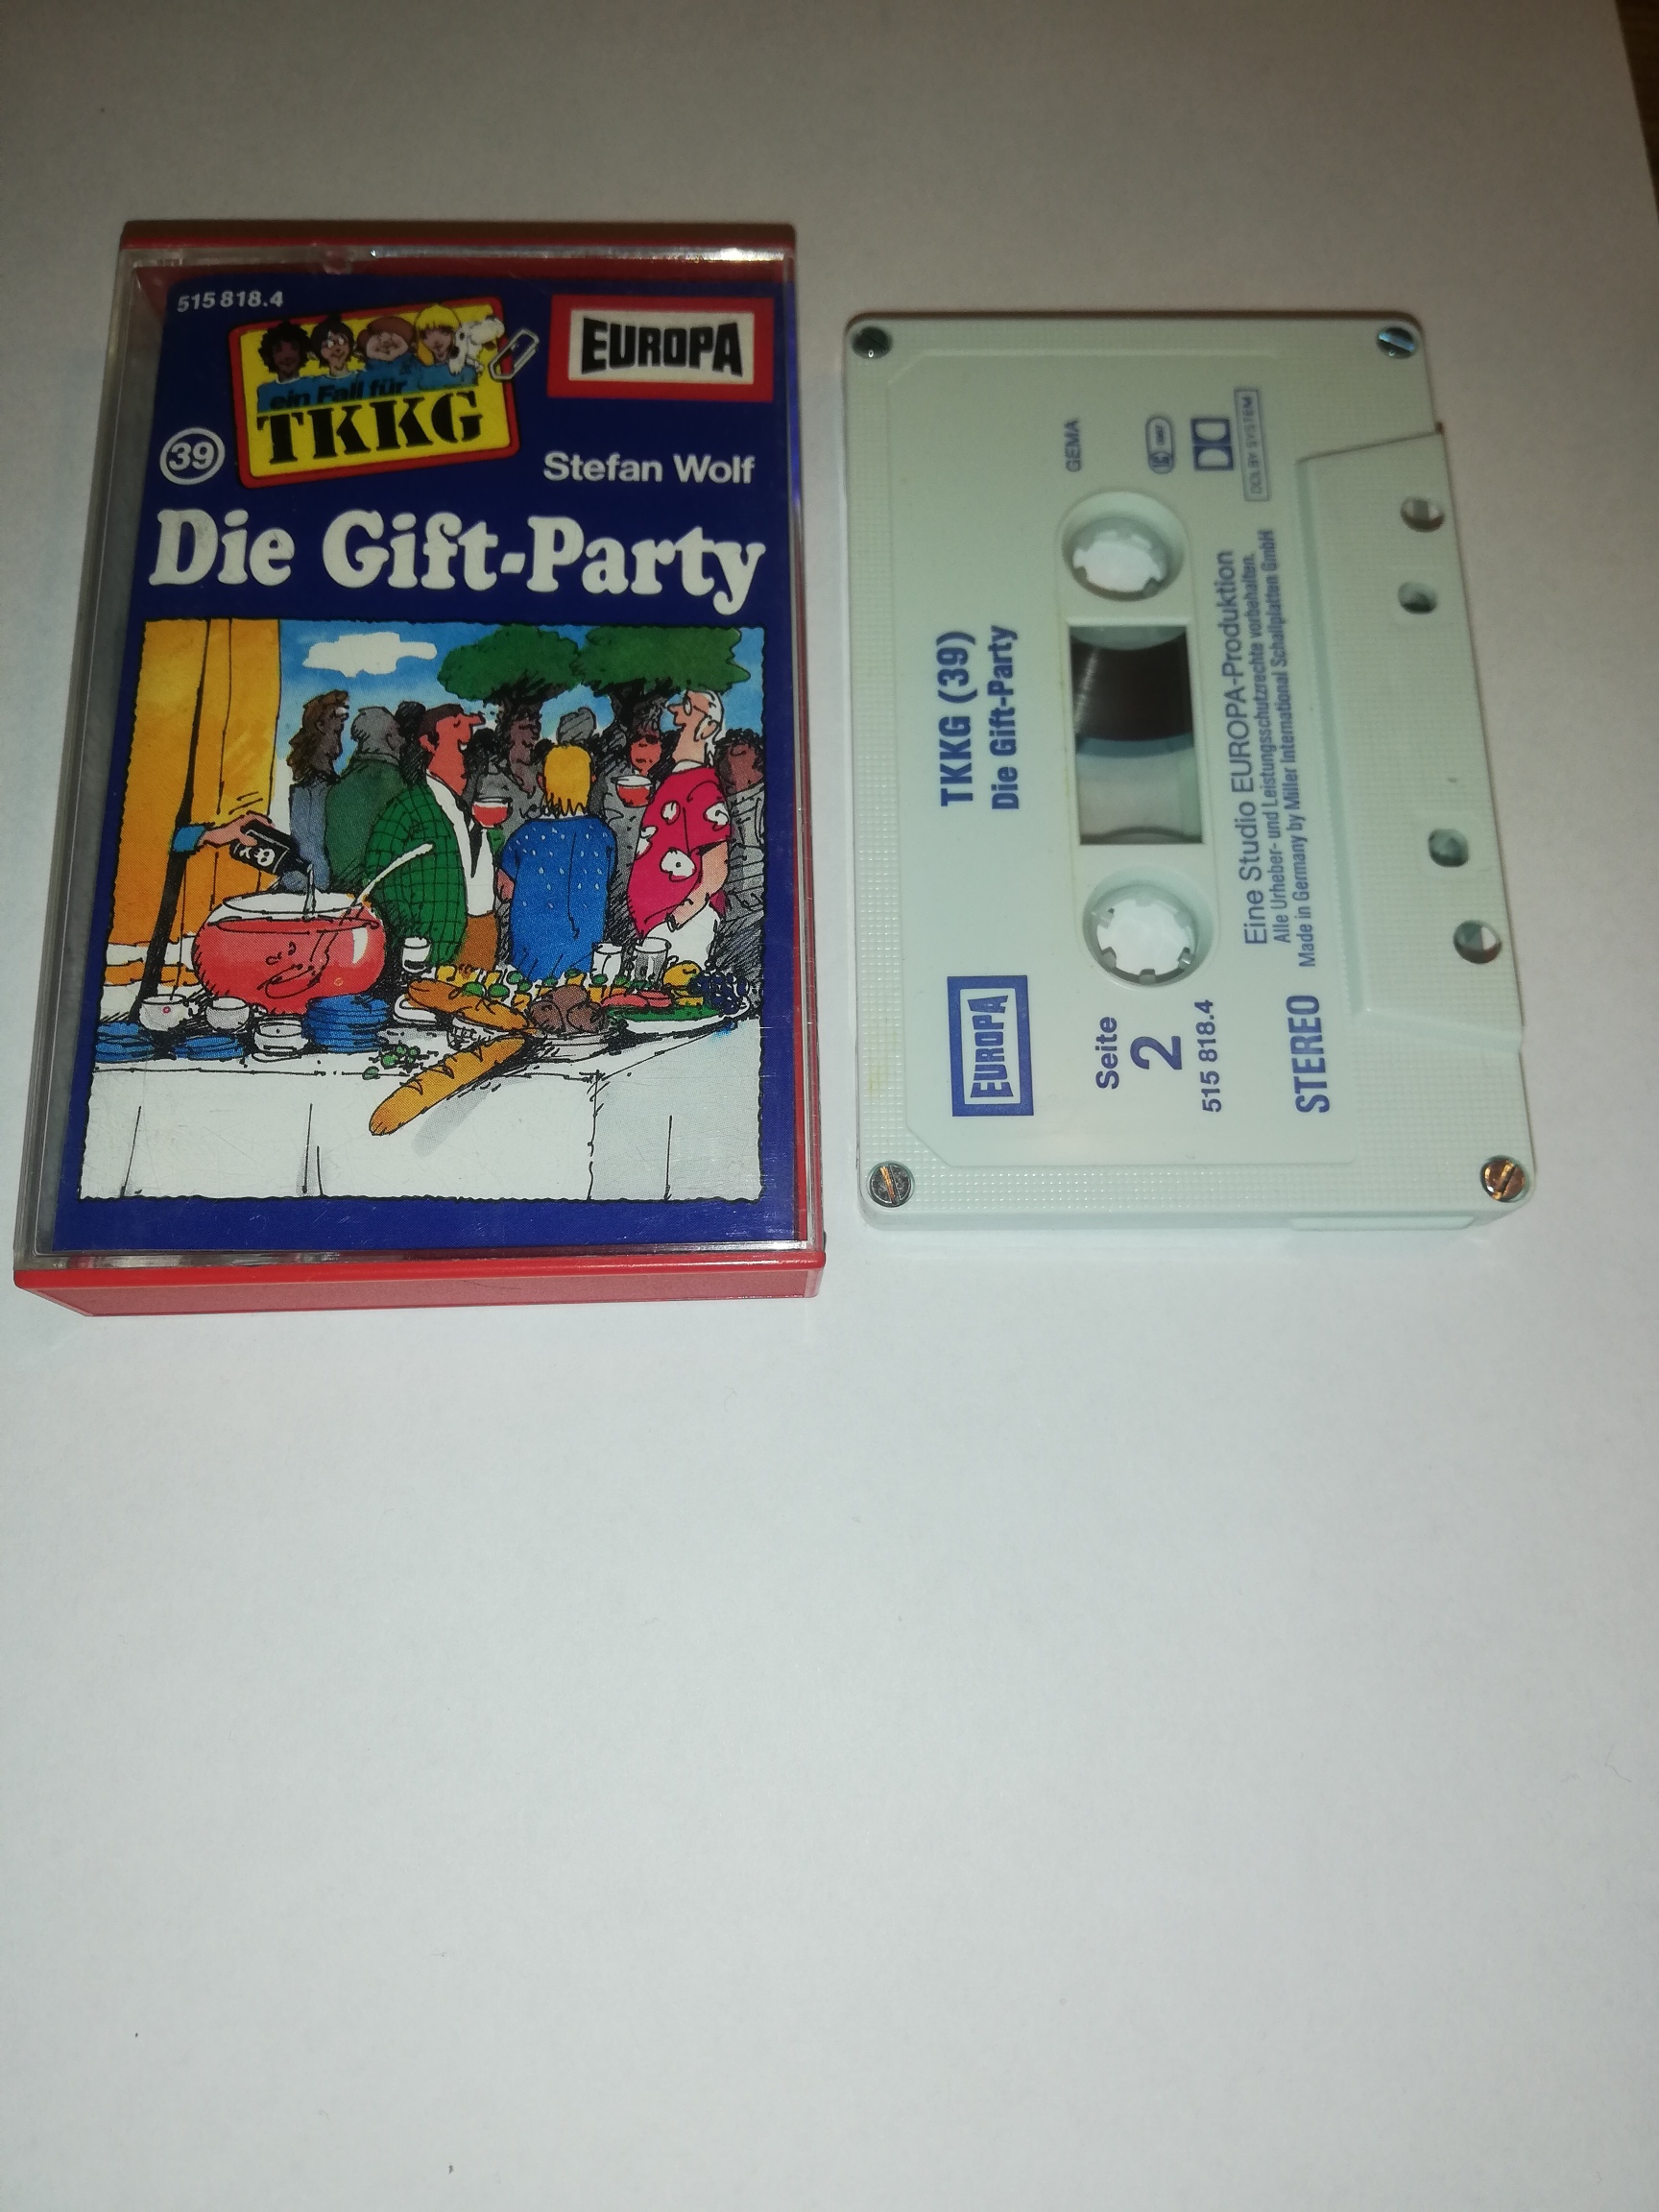 515 818.4
ein Fall für
TKKG
EUROPA
39
Stefan Wolf
Die Gift-Party
TKKG (39)
Die Gift-Party
GEMA
DOLBY SYSTEM
EUROPA
Seite
2
515 818.4
STEREO
Eine Studio EUROPA-Produktion
Alle Urheber- und Leistungsschutzrechte vorbehalten.
Made in Germany by Miller International Schallplatten GmbH